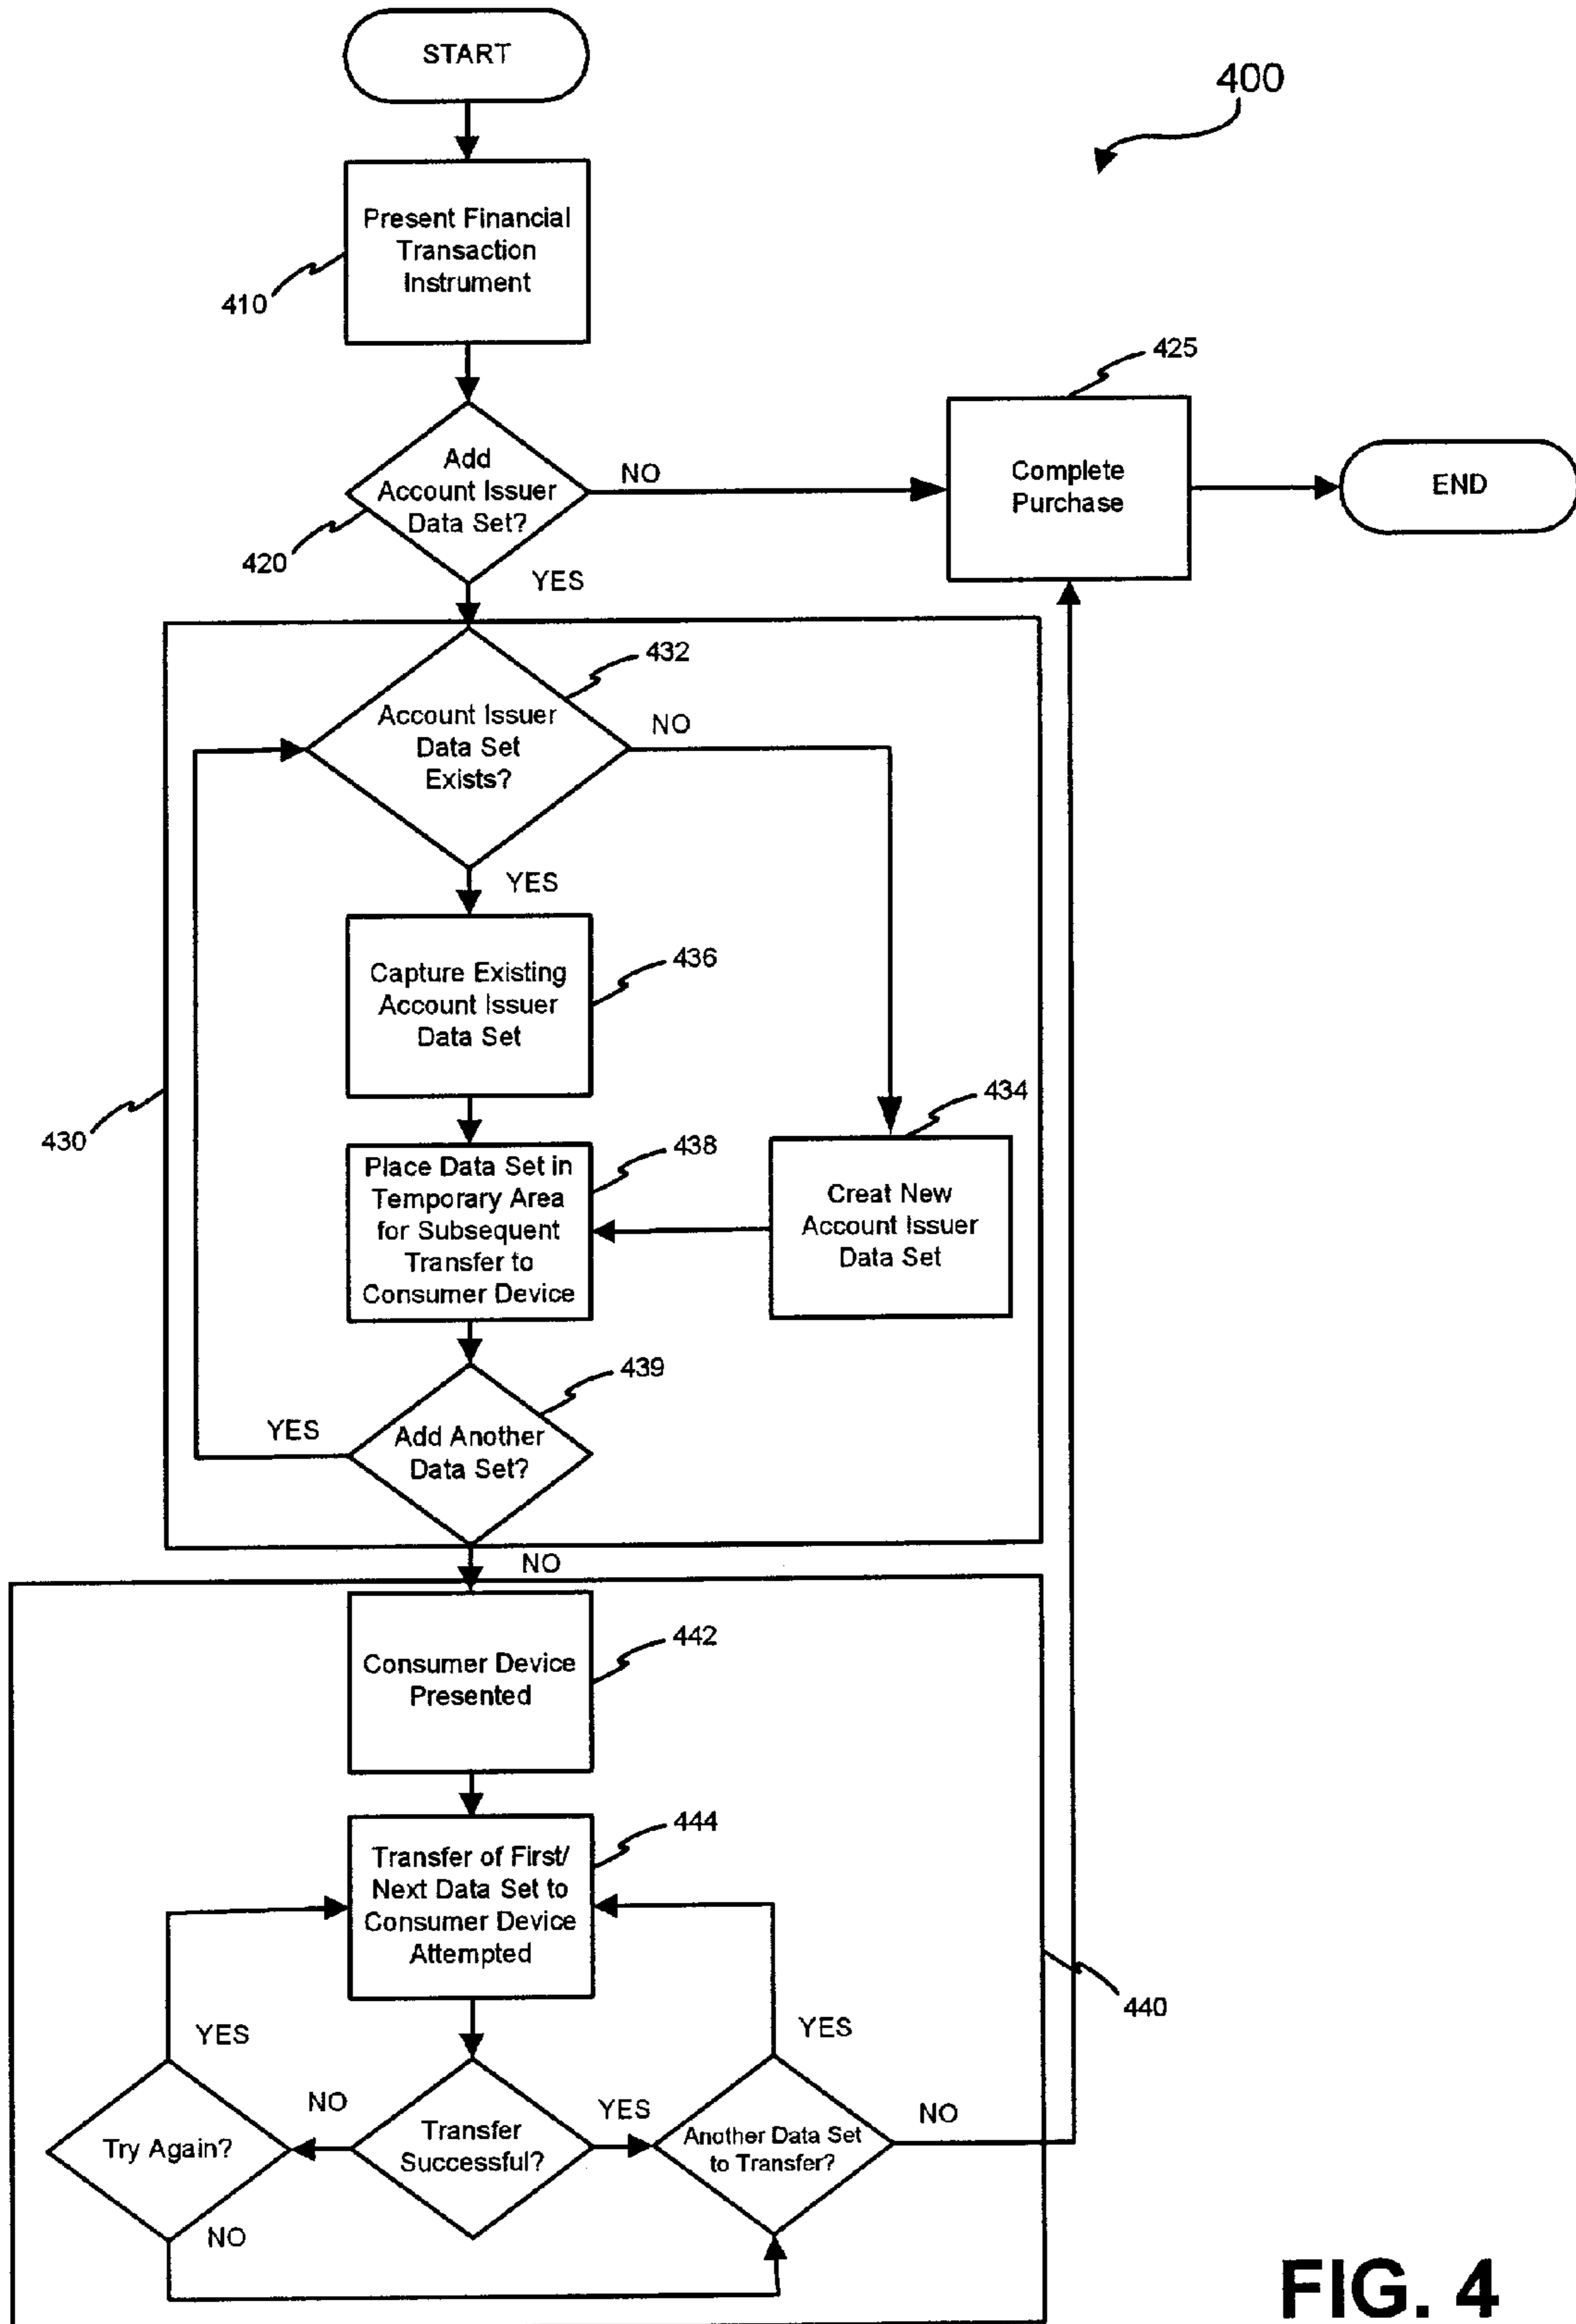 START
400
Present Financial
Transaction
Instrument
410
425
Add
Account Issuer
Data Set?
NO
420
YES
Complete
Purchase
END
432
Account Issuer
Data Set
Exists?
NO
YES
Capture Existing
Account Issuer
Data Set
436
430
434
Place Data Set in
Temporary Area
for Subsequent
Transfer to
Consumer Device
438
Creat New
Account Issuer
Data Set
439
YES
Add Another
Data Set?
NO
Consumer Device
Presented
442
Transfer of First/
Next Data Set to
Consumer Device
Attempted
444
440
YES
YES
NO
YES
NO
Try Again?
Transfer
Successful?
Another Data Set
to Transfer?
NO
FIG. 4